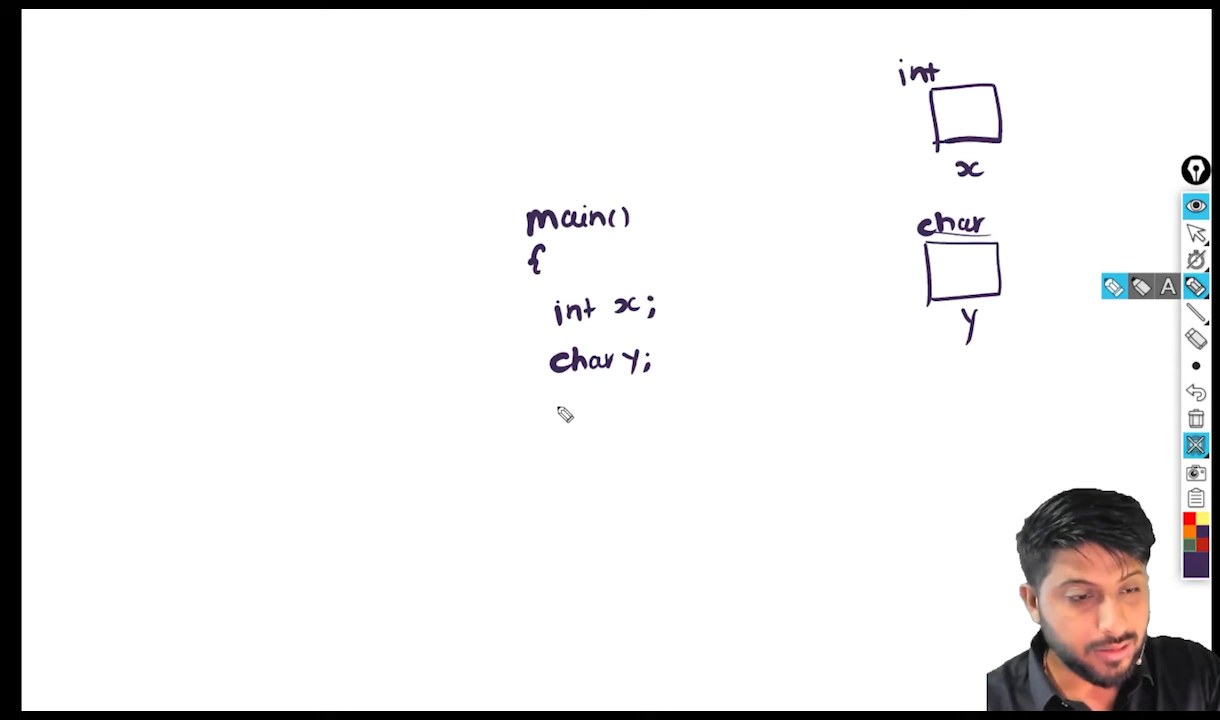 int
x
main()
char
{
int x;
y
char y;
A